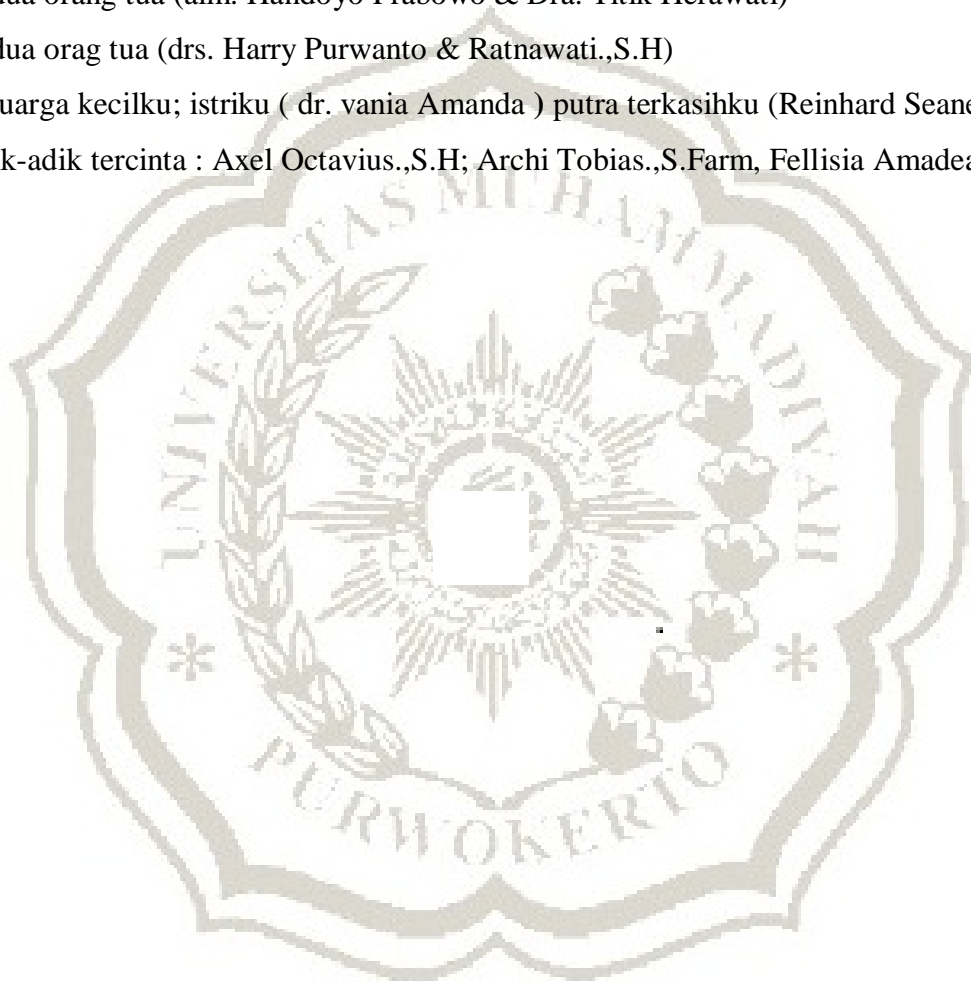 dua orang tua (alm. Handoyo Prabowo & Dra. Titik Herawati)
dua orag tua (drs. Harry Purwanto & Ratnawati.,S.H)
uarga kecilku; istriku ( dr. vania Amanda ) putra terkasihku (Reinhard Seane
k-adik tercinta : Axel Octavius.,S.H; Archi Tobias.,S.Farm, Fellisia Amadea
UNIVERSITAS MUHAMMADIYAH
PURWOKERTO